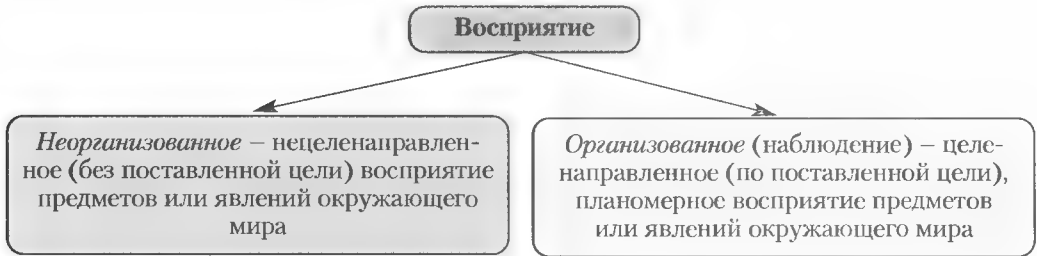 Восприятие
Неорганизованное – нецеленаправлен-
ное (без поставленной цели) восприятие
предметов или явлений окружающего
мира
Организованное (наблюдение) – целе-
направленное (по поставленной цели),
планомерное восприятие предметов
или явлений окружающего мира